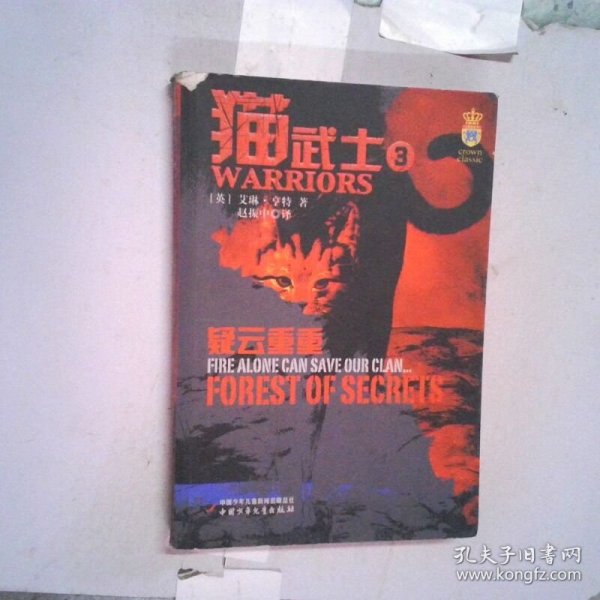 猫武士3
WARRIORS
crown
classic
［英］艾琳·亨特 著
赵振中 译
疑云重重
FIRE ALONE CAN SAVE OUR CLAN...
FOREST OF SECRETS
中国少年儿童新闻出版总社
中国少年儿童出版社
孔夫子旧书网
www.kongfz.com